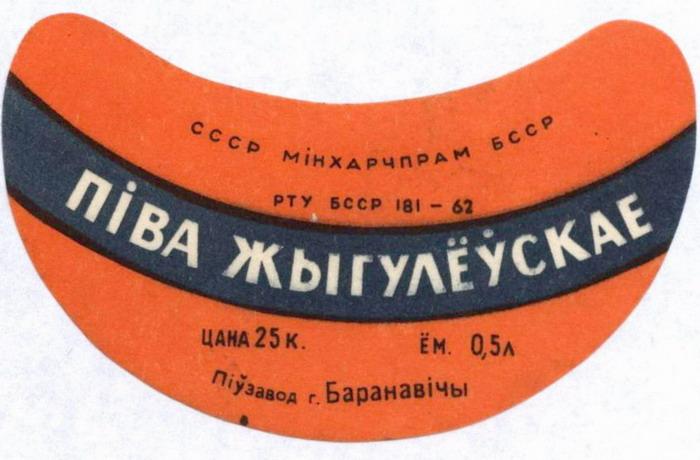 СССР МІНХАРЧПРАМ БССР
РТУ БССР 181 – 62
ПІВА ЖЫГУЛЁЎСКАЕ
ЦАНА 25 К. ЁМ. 0,5 л
Піўзавод г. Баранавічы